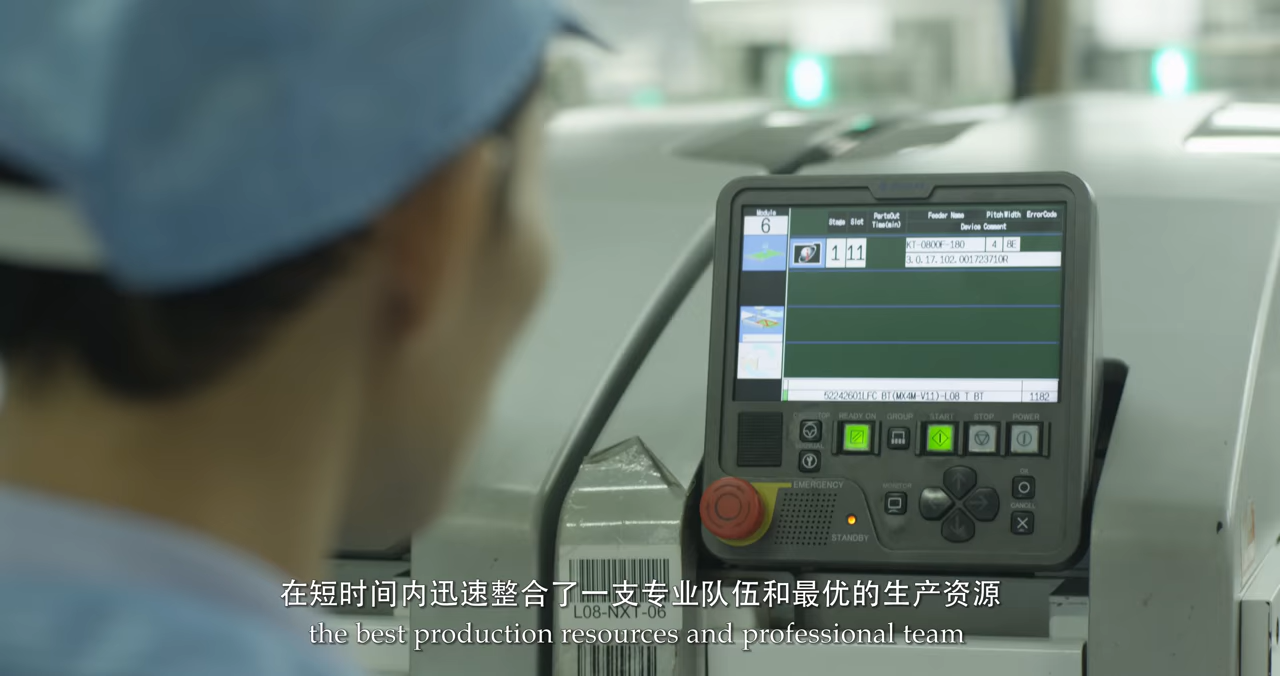 Module
6
Stage Slot PartsOut Time(min) Feeder Name Pitch Width ErrorCode
Device Comment
1 11 KT-0800F-180 4 8E
3.0.17.102.001723710R
52242601LFC BT(MX4M-V11)-L08 T BT 1182
READY ON GROUP START STOP POWER
EMERGENCY
MONITOR
OK
CANCEL
STANDBY
L08-NXT-06
在短时间内迅速整合了一支专业队伍和最优的生产资源
the best production resources and professional team